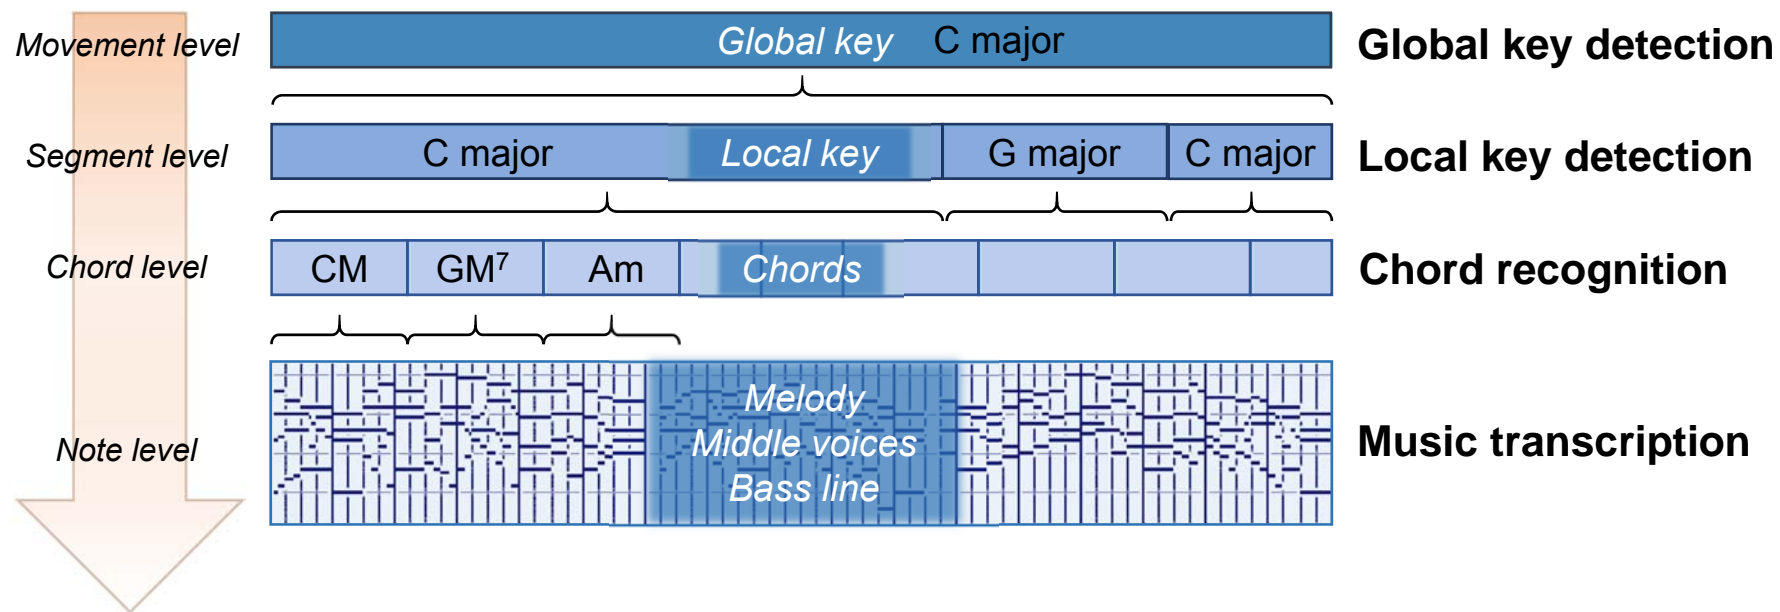 Movement level Global key C major Global key detection
Segment level C major Local key G major C major Local key detection
Chord level CM GM⁷ Am Chords Chord recognition
Melody
Note level Middle voices Music transcription
Bass line